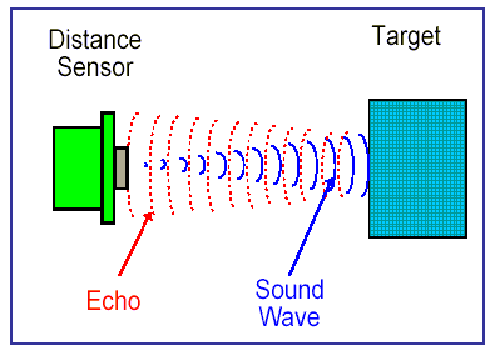 Distance
Sensor
Target
Echo
Sound
Wave